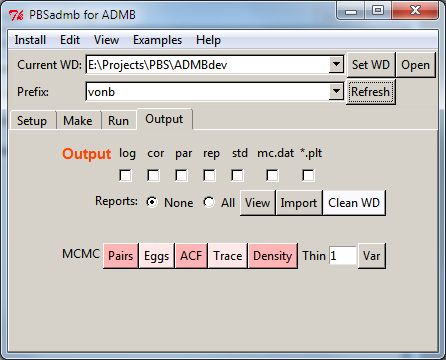 PBSadmb for ADMB
Install Edit View Examples Help
Current WD: E:\Projects\PBS\ADMBdev Set WD Open
Prefix: vonb Refresh
Setup Make Run Output
Output log cor par rep std mc.dat *.plt
Reports: None All View Import Clean WD
MCMC Pairs Eggs ACF Trace Density Thin 1 Var